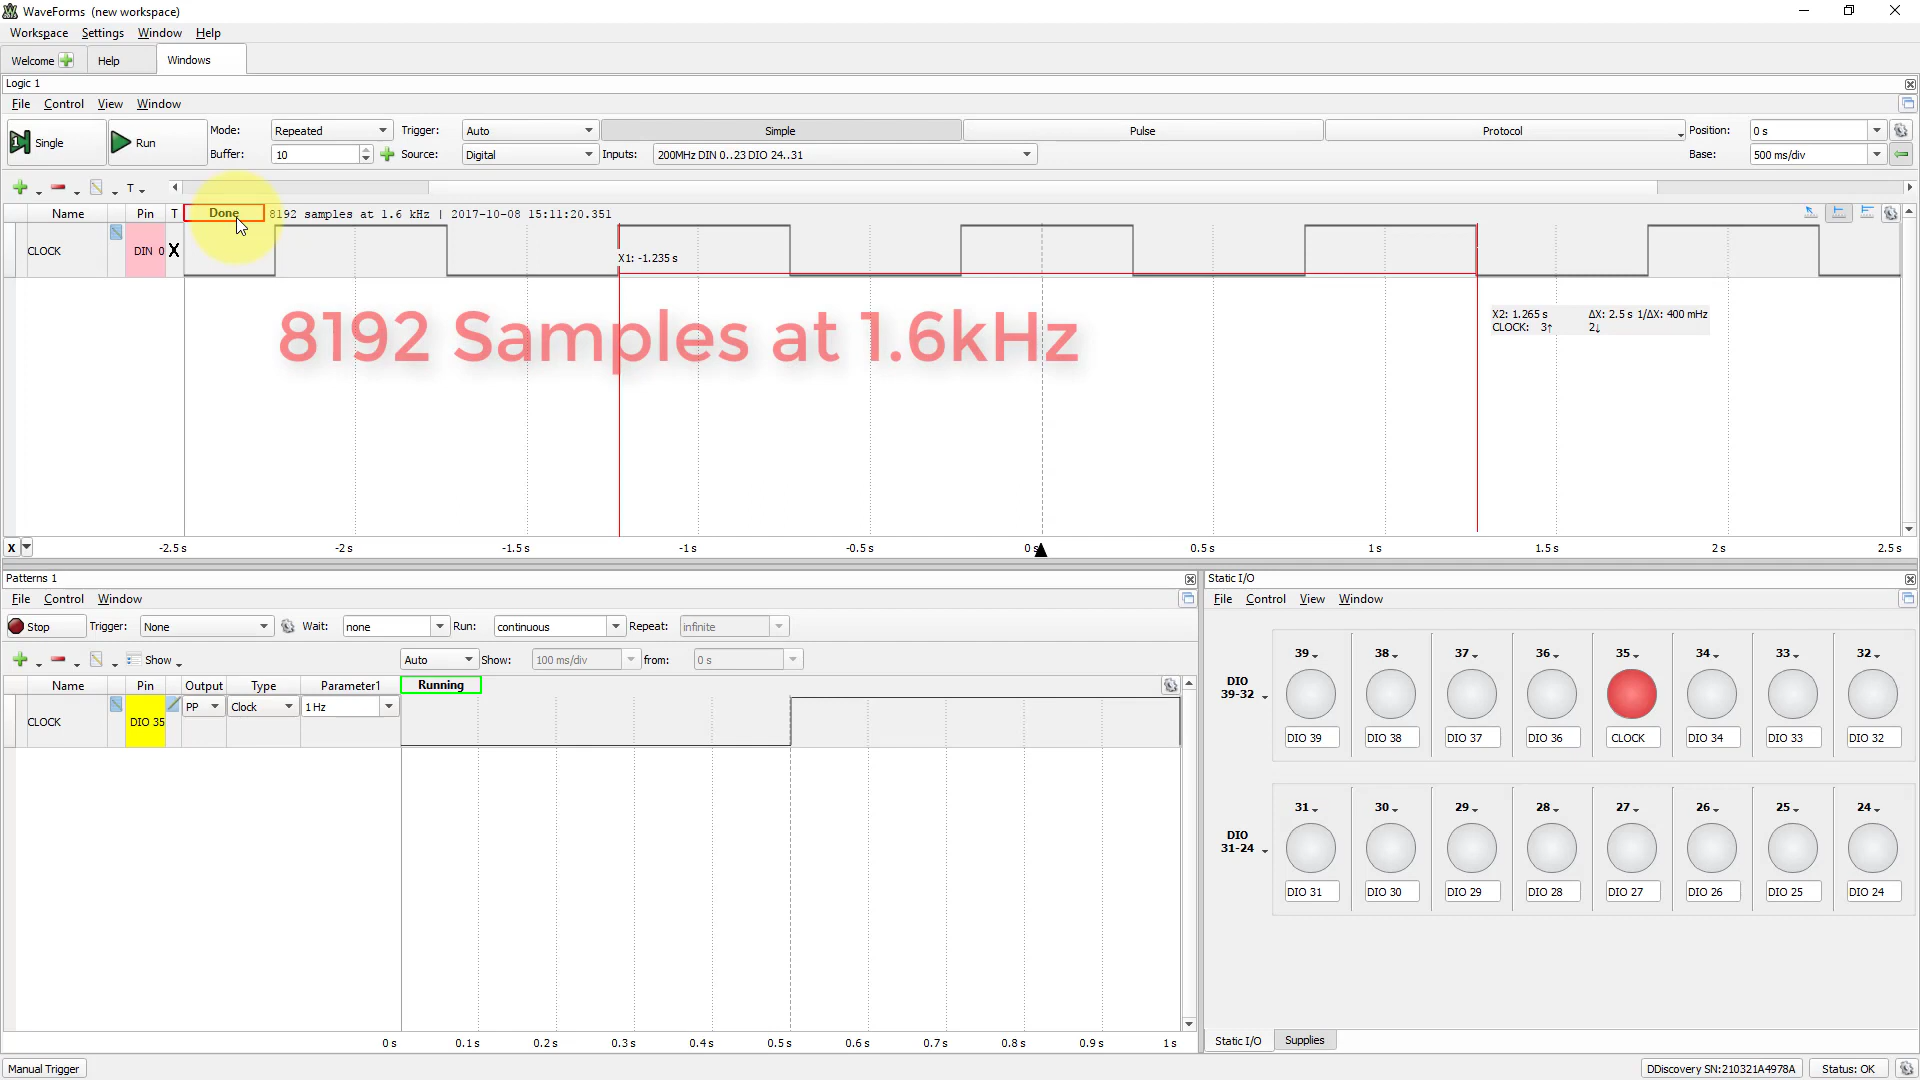 WaveForms (new workspace)
Workspace Settings Window Help
Welcome Help Windows
Logic 1
File Control View Window
Single Run Mode: Repeated Trigger: Auto Simple Pulse Protocol Position: 0 s
Buffer: 10 Source: Digital Inputs: 200MHz DIN 0..23 DIO 24..31 Base: 500 ms/div
T
Name Pin T Done 8192 samples at 1.6 kHz | 2017-10-08 15:11:20.351
CLOCK DIN 0 X
X1: -1.235 s
X2: 1.265 s ΔX: 2.5 s 1/ΔX: 400 mHz
CLOCK: 3↑ 2↓
8192 Samples at 1.6kHz
X -2.5 s -2 s -1.5 s -1 s -0.5 s 0 s 0.5 s 1 s 1.5 s 2 s 2.5 s
Patterns 1
File Control Window
Stop Trigger: None Wait: none Run: continuous Repeat: infinite
Show Auto Show: 100 ms/div from: 0 s
Name Pin Output Type Parameter1 Running
CLOCK DIO 35 PP Clock 1 Hz
0 s 0.1 s 0.2 s 0.3 s 0.4 s 0.5 s 0.6 s 0.7 s 0.8 s 0.9 s 1 s
Static I/O
File Control View Window
39 38 37 36 35 34 33 32
DIO
39-32
DIO 39 DIO 38 DIO 37 DIO 36 CLOCK DIO 34 DIO 33 DIO 32
31 30 29 28 27 26 25 24
DIO
31-24
DIO 31 DIO 30 DIO 29 DIO 28 DIO 27 DIO 26 DIO 25 DIO 24
Static I/O Supplies
Manual Trigger DDiscovery SN:210321A4978A Status: OK